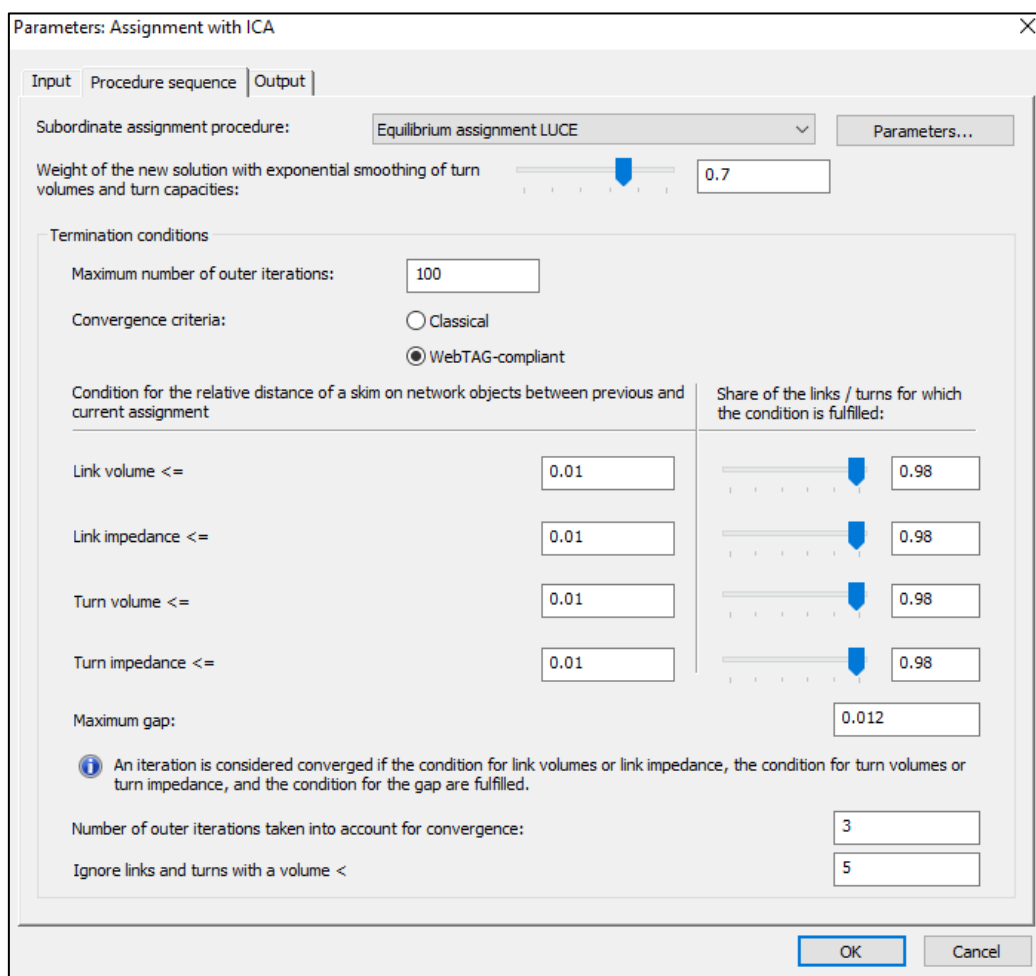 Parameters: Assignment with ICA
Input Procedure sequence Output
Subordinate assignment procedure: Equilibrium assignment LUCE Parameters...
Weight of the new solution with exponential smoothing of turn
volumes and turn capacities: 0.7
Termination conditions
Maximum number of outer iterations: 100
Convergence criteria: Classical
WebTAG-compliant
Condition for the relative distance of a skim on network objects between previous and
current assignment
Share of the links / turns for which
the condition is fulfilled:
Link volume <= 0.01 0.98
Link impedance <= 0.01 0.98
Turn volume <= 0.01 0.98
Turn impedance <= 0.01 0.98
Maximum gap: 0.012
An iteration is considered converged if the condition for link volumes or link impedance, the condition for turn volumes or
turn impedance, and the condition for the gap are fulfilled.
Number of outer iterations taken into account for convergence: 3
Ignore links and turns with a volume < 5
OK Cancel